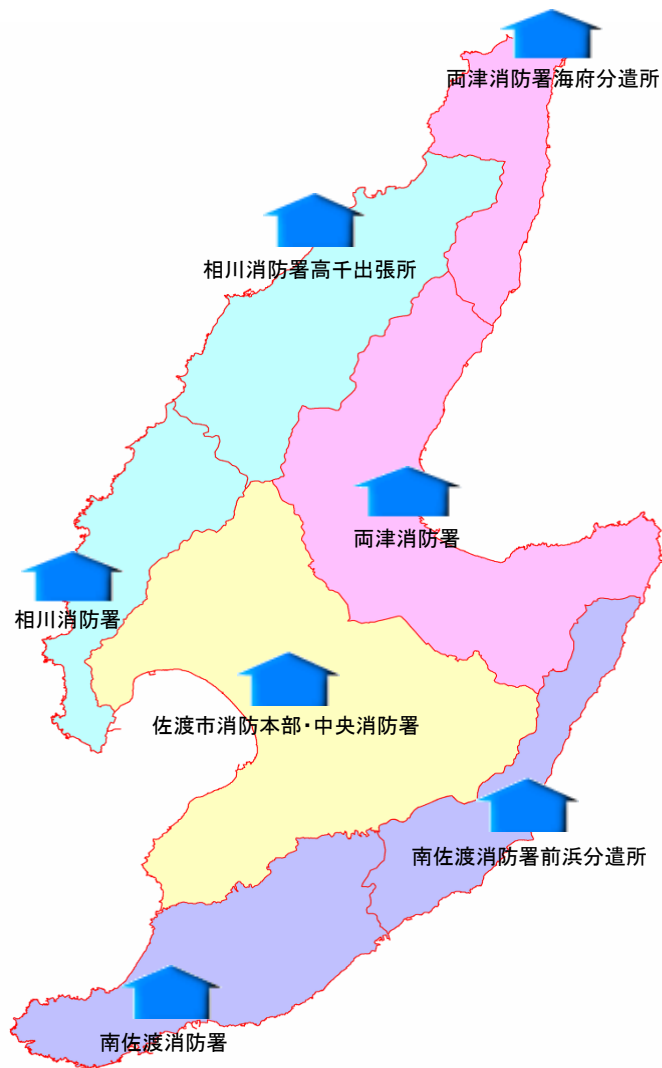 両津消防署海府分遣所
相川消防署高千出張所
両津消防署
相川消防署
佐渡市消防本部・中央消防署
南佐渡消防署前浜分遣所
南佐渡消防署